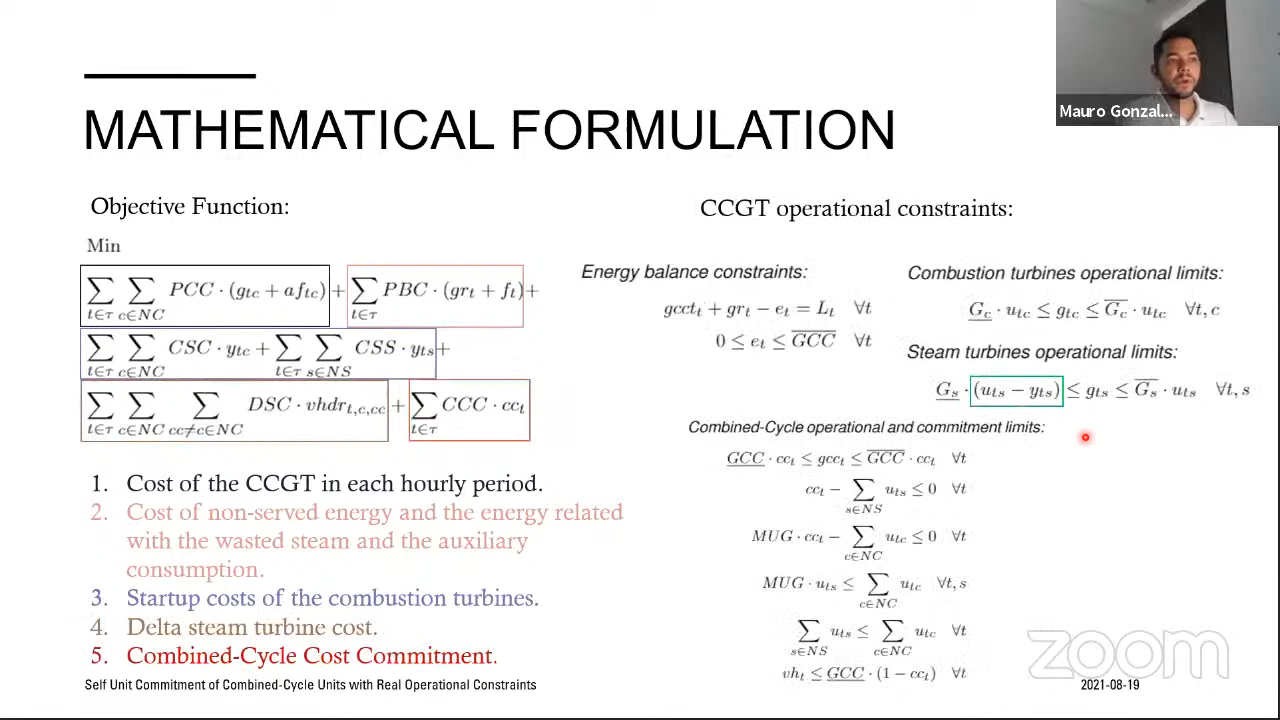 Mauro Gonzal...
MATHEMATICAL FORMULATION
Objective Function:
Min
∑_{t∈τ} ∑_{c∈NC} PCC · (g_{tc} + af_{tc}) + ∑_{t∈τ} PBC · (gr_t + f_t)+
∑_{t∈τ} ∑_{c∈NC} CSC · y_{tc} + ∑_{t∈τ} ∑_{s∈NS} CSS · y_{ts}+
∑_{t∈τ} ∑_{c∈NC} ∑_{cc≠c∈NC} DSC · vhdr_{t,c,cc} + ∑_{t∈τ} CCC · cc_t
1. Cost of the CCGT in each hourly period.
2. Cost of non-served energy and the energy related
with the wasted steam and the auxiliary
consumption.
3. Startup costs of the combustion turbines.
4. Delta steam turbine cost.
5. Combined-Cycle Cost Commitment.
CCGT operational constraints:
Energy balance constraints:
gcc_t + gr_t − e_t = L_t ∀t
0 ≤ e_t ≤ \overline{GCC} ∀t
Combustion turbines operational limits:
\underline{G_c} · u_{tc} ≤ g_{tc} ≤ \overline{G_c} · u_{tc} ∀t, c
Steam turbines operational limits:
\underline{G_s} · (u_{ts} − y_{ts}) ≤ g_{ts} ≤ \overline{G_s} · u_{ts} ∀t, s
Combined-Cycle operational and commitment limits:
\underline{GCC} · cc_t ≤ gcc_t ≤ \overline{GCC} · cc_t ∀t
cc_t − ∑_{s∈NS} u_{ts} ≤ 0 ∀t
MUG · cc_t − ∑_{c∈NC} u_{tc} ≤ 0 ∀t
MUG · u_{ts} ≤ ∑_{c∈NC} u_{tc} ∀t, s
∑_{s∈NS} u_{ts} ≤ ∑_{c∈NC} u_{tc} ∀t
vh_t ≤ \underline{GCC} · (1 − cc_t) ∀t
zoom
Self Unit Commitment of Combined-Cycle Units with Real Operational Constraints
2021-08-19